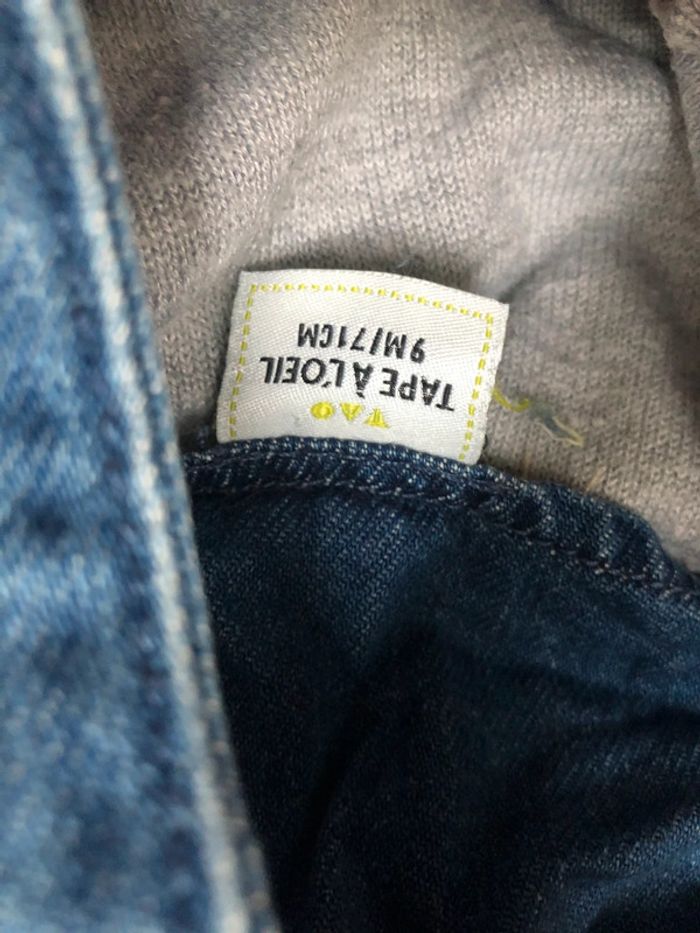 TAO
TAPE À L'OEIL
9M/71CM